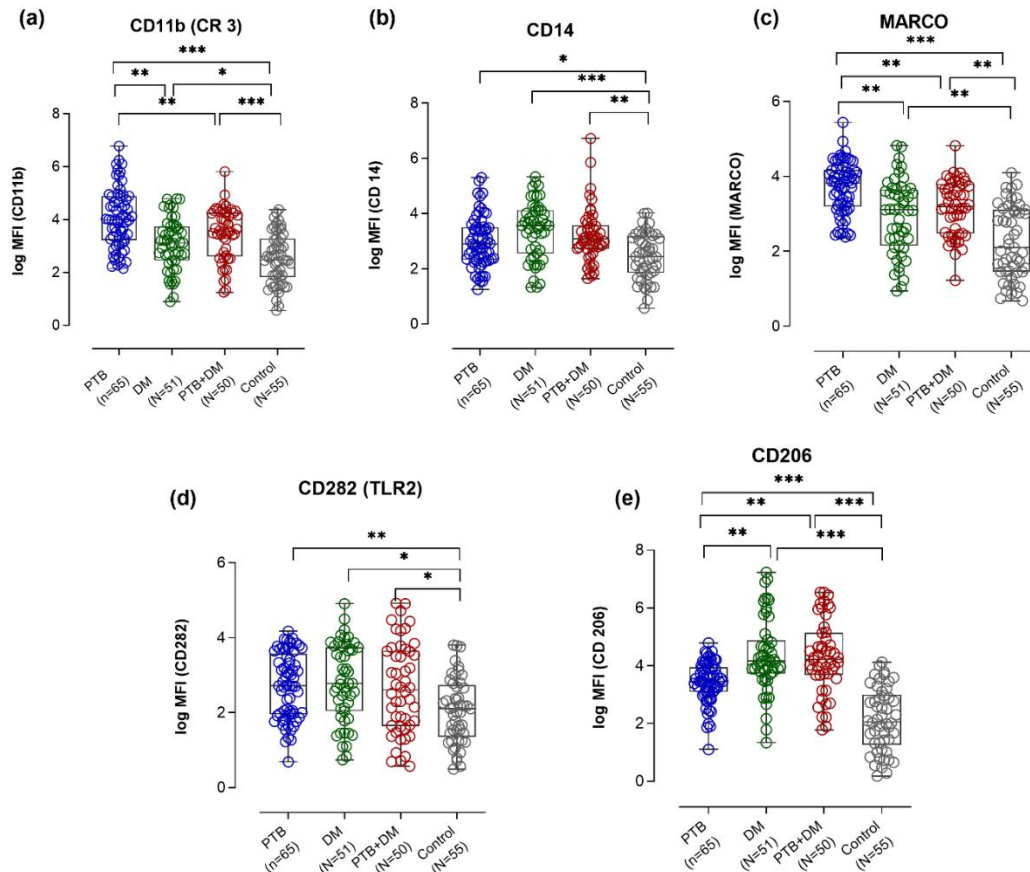 (a)
CD11b (CR 3)
***
**
*
**
***
log MFI (CD11b)
8
6
4
2
0
PTB
(n=65)
DM
(N=51)
PTB+DM
(N=50)
Control
(N=55)
(b)
CD14
*
***
**
log MFI (CD 14)
8
6
4
2
0
PTB
(n=65)
DM
(N=51)
PTB+DM
(N=50)
Control
(N=55)
(c)
MARCO
***
**
**
**
**
log MFI (MARCO)
6
4
2
0
PTB
(n=65)
DM
(N=51)
PTB+DM
(N=50)
Control
(N=55)
(d)
CD282 (TLR2)
**
*
*
log MFI (CD282)
6
4
2
0
PTB
(n=65)
DM
(N=51)
PTB+DM
(N=50)
Control
(N=55)
(e)
CD206
***
**
***
**
***
log MFI (CD 206)
8
6
4
2
0
PTB
(n=65)
DM
(N=51)
PTB+DM
(N=50)
Control
(N=55)